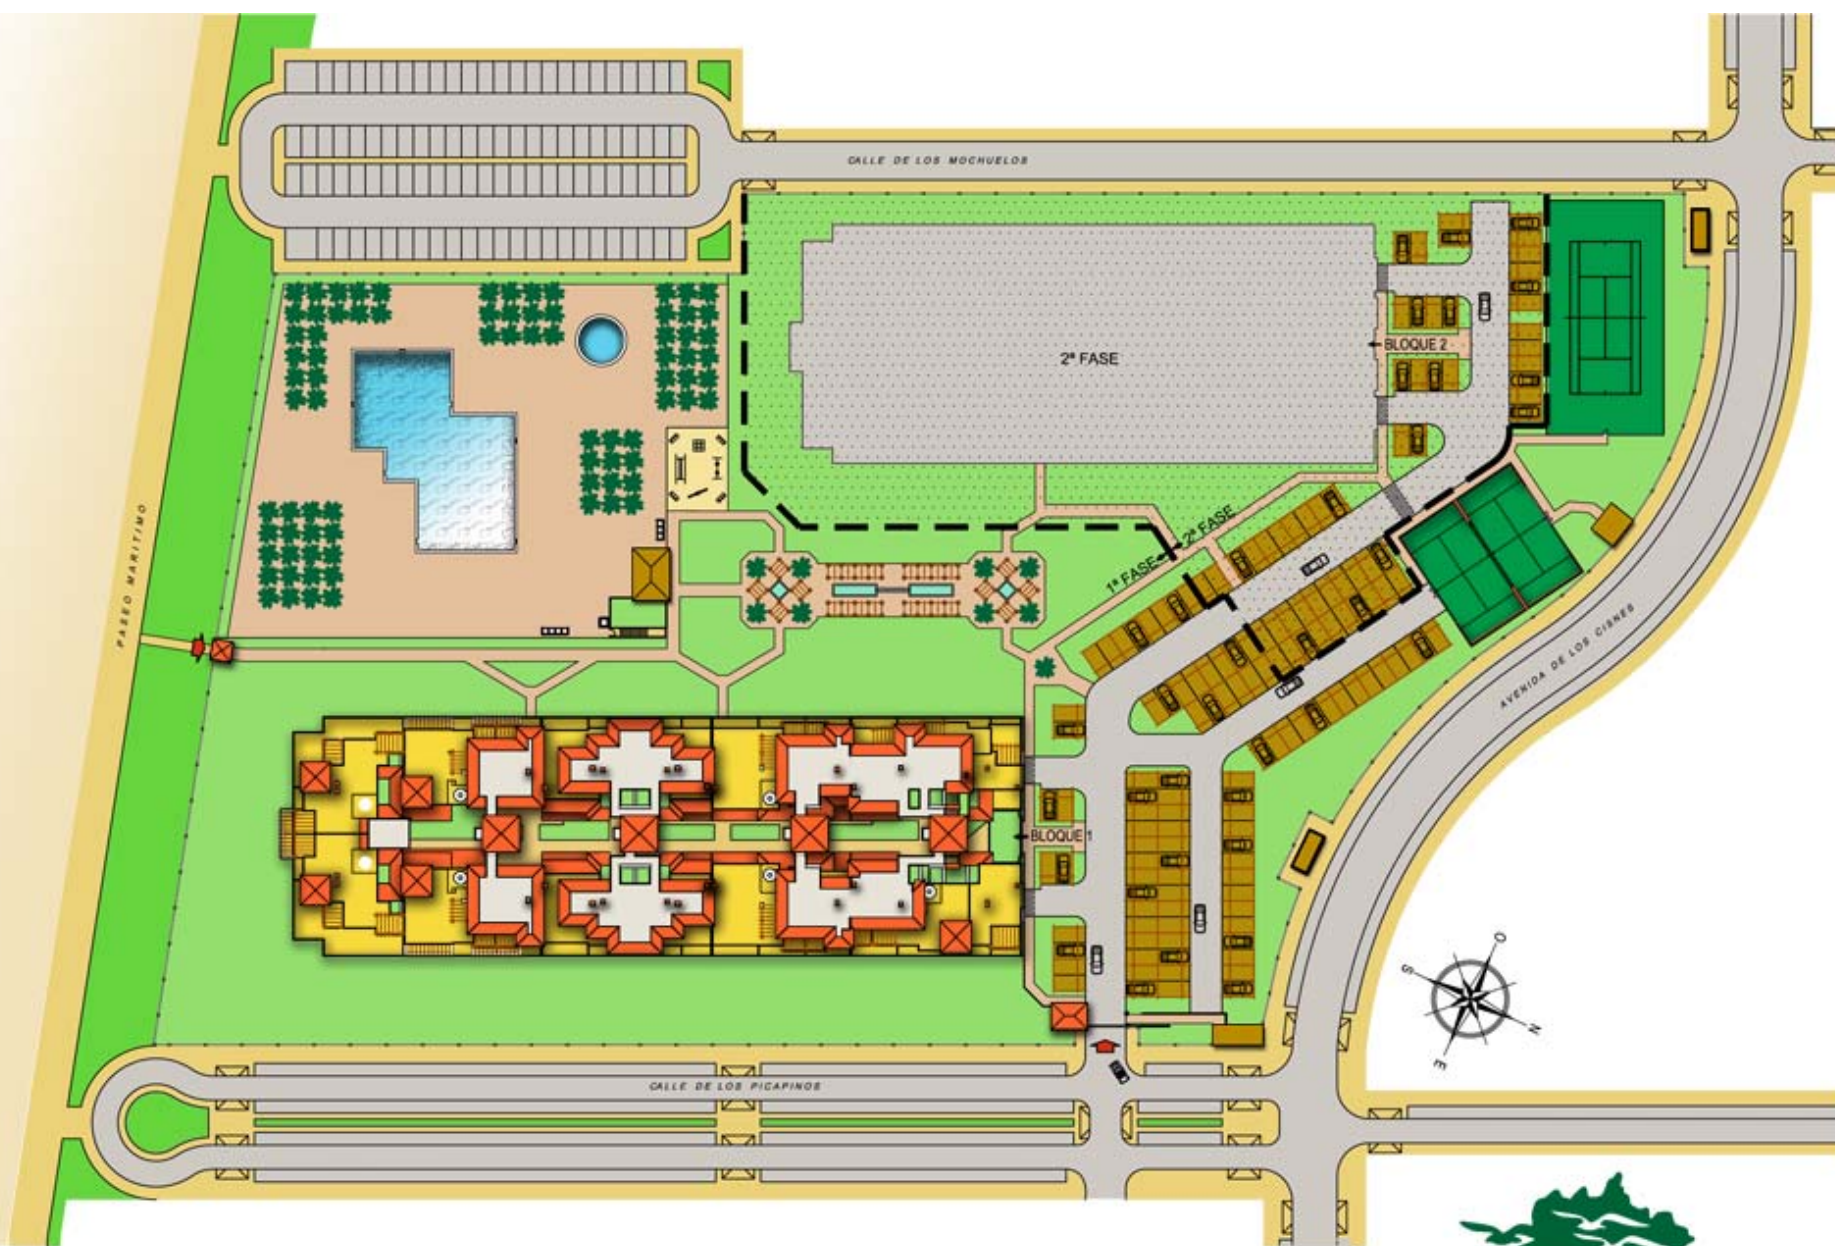 CALLE DE LOS MOCHUELOS
BLOQUE 2
2ª FASE
PASEO MARITIMO
1ª FASE
2ª FASE
AVENIDA DE LOS CISNES
BLOQUE 1
O
S
N
E
CALLE DE LOS PICAPINOS